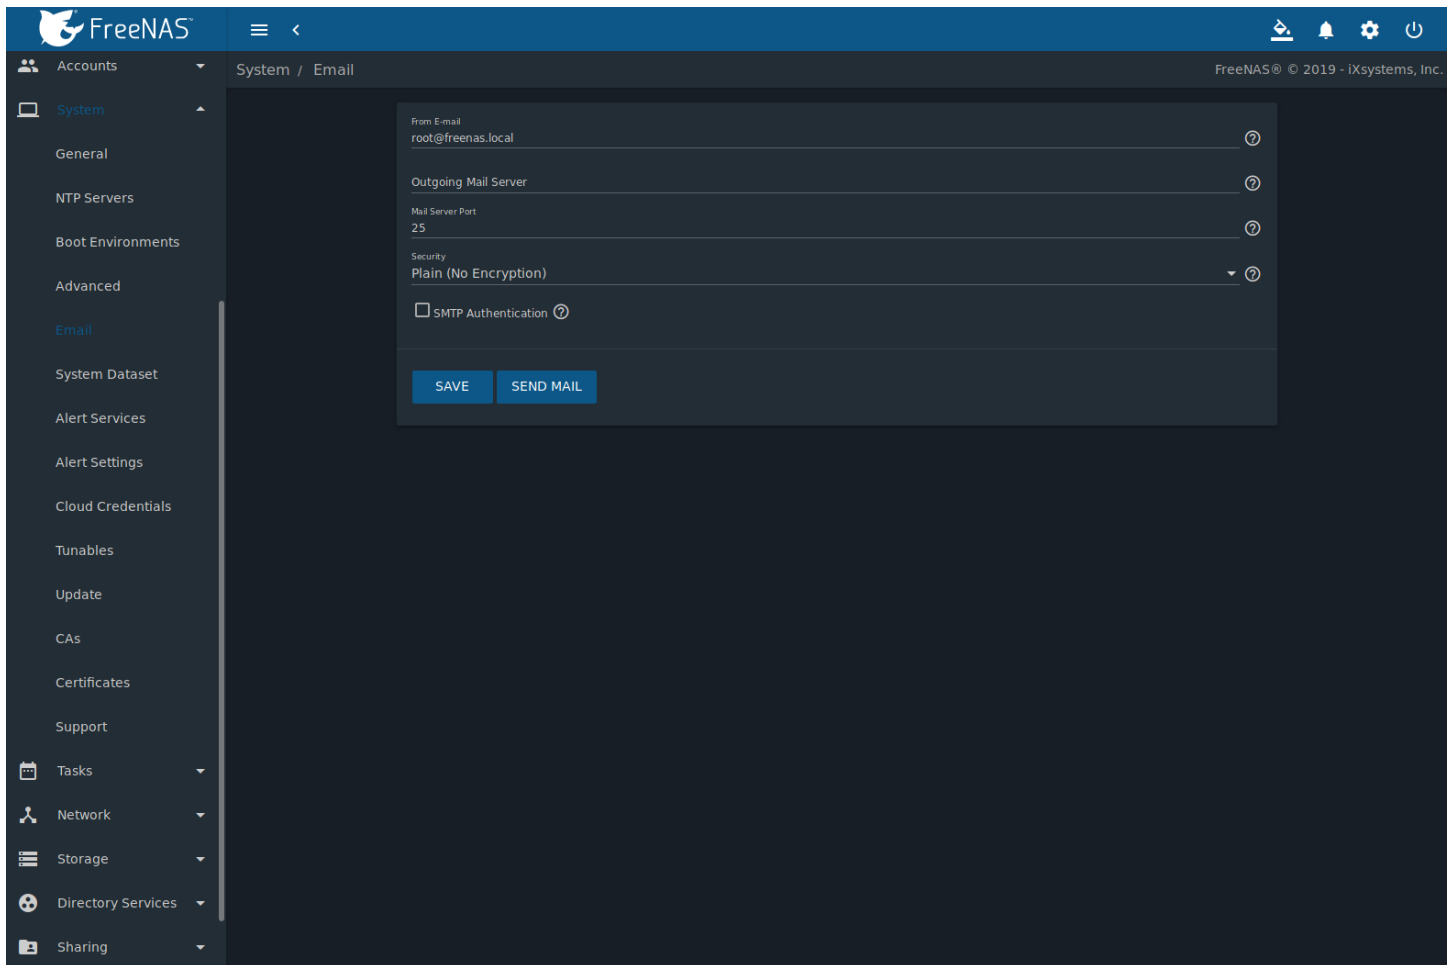 FreeNAS™
Accounts
System / Email
FreeNAS® © 2019 - iXsystems, Inc.
System
General
NTP Servers
Boot Environments
Advanced
Email
System Dataset
Alert Services
Alert Settings
Cloud Credentials
Tunables
Update
CAs
Certificates
Support
Tasks
Network
Storage
Directory Services
Sharing
From E-mail
root@freenas.local
Outgoing Mail Server
Mail Server Port
25
Security
Plain (No Encryption)
SMTP Authentication
SAVE SEND MAIL